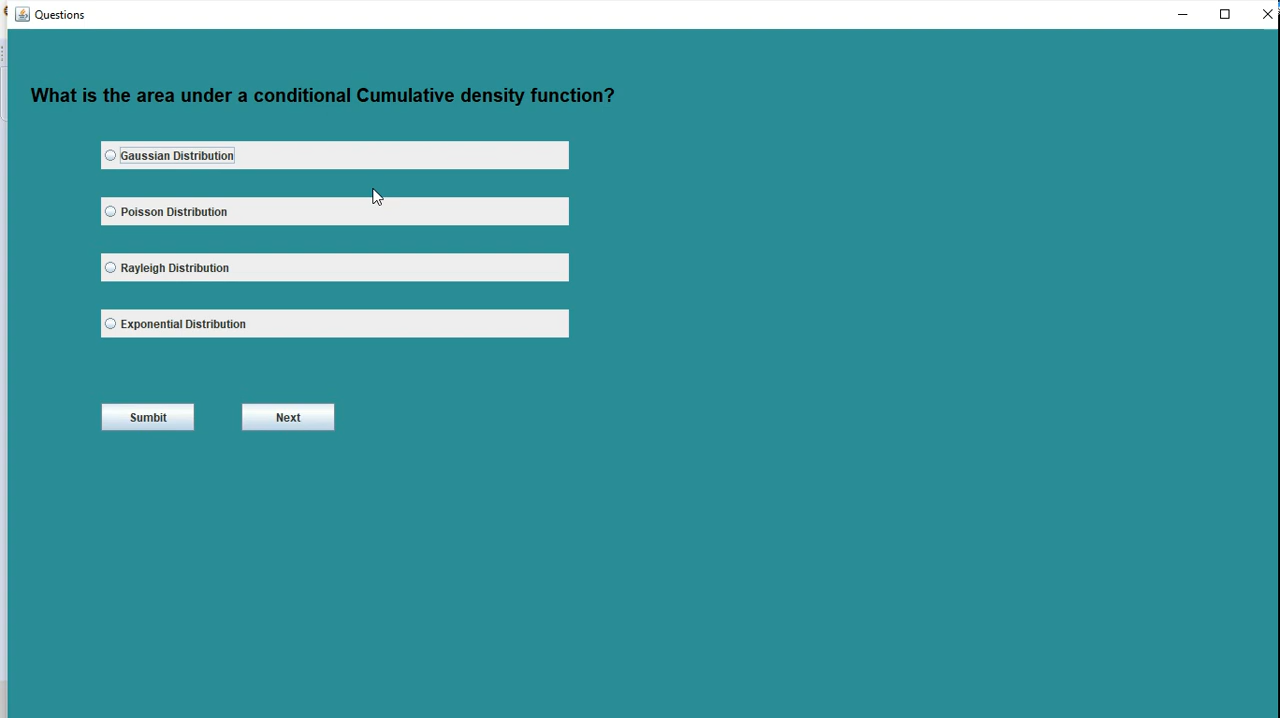 Questions
What is the area under a conditional Cumulative density function?
Gaussian Distribution
Poisson Distribution
Rayleigh Distribution
Exponential Distribution
Sumbit Next